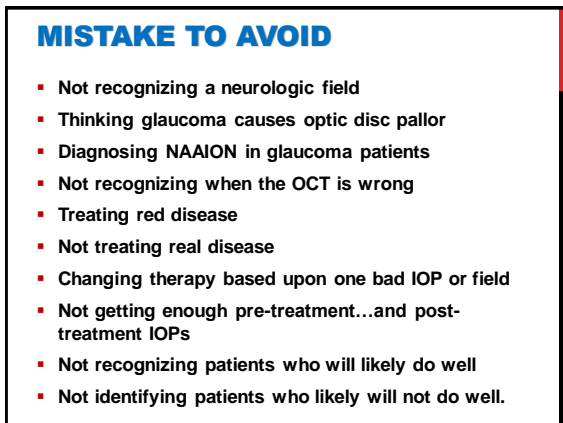 MISTAKE TO AVOID
▪ Not recognizing a neurologic field
▪ Thinking glaucoma causes optic disc pallor
▪ Diagnosing NAAION in glaucoma patients
▪ Not recognizing when the OCT is wrong
▪ Treating red disease
▪ Not treating real disease
▪ Changing therapy based upon one bad IOP or field
▪ Not getting enough pre-treatment...and post-
treatment IOPs
▪ Not recognizing patients who will likely do well
▪ Not identifying patients who likely will not do well.